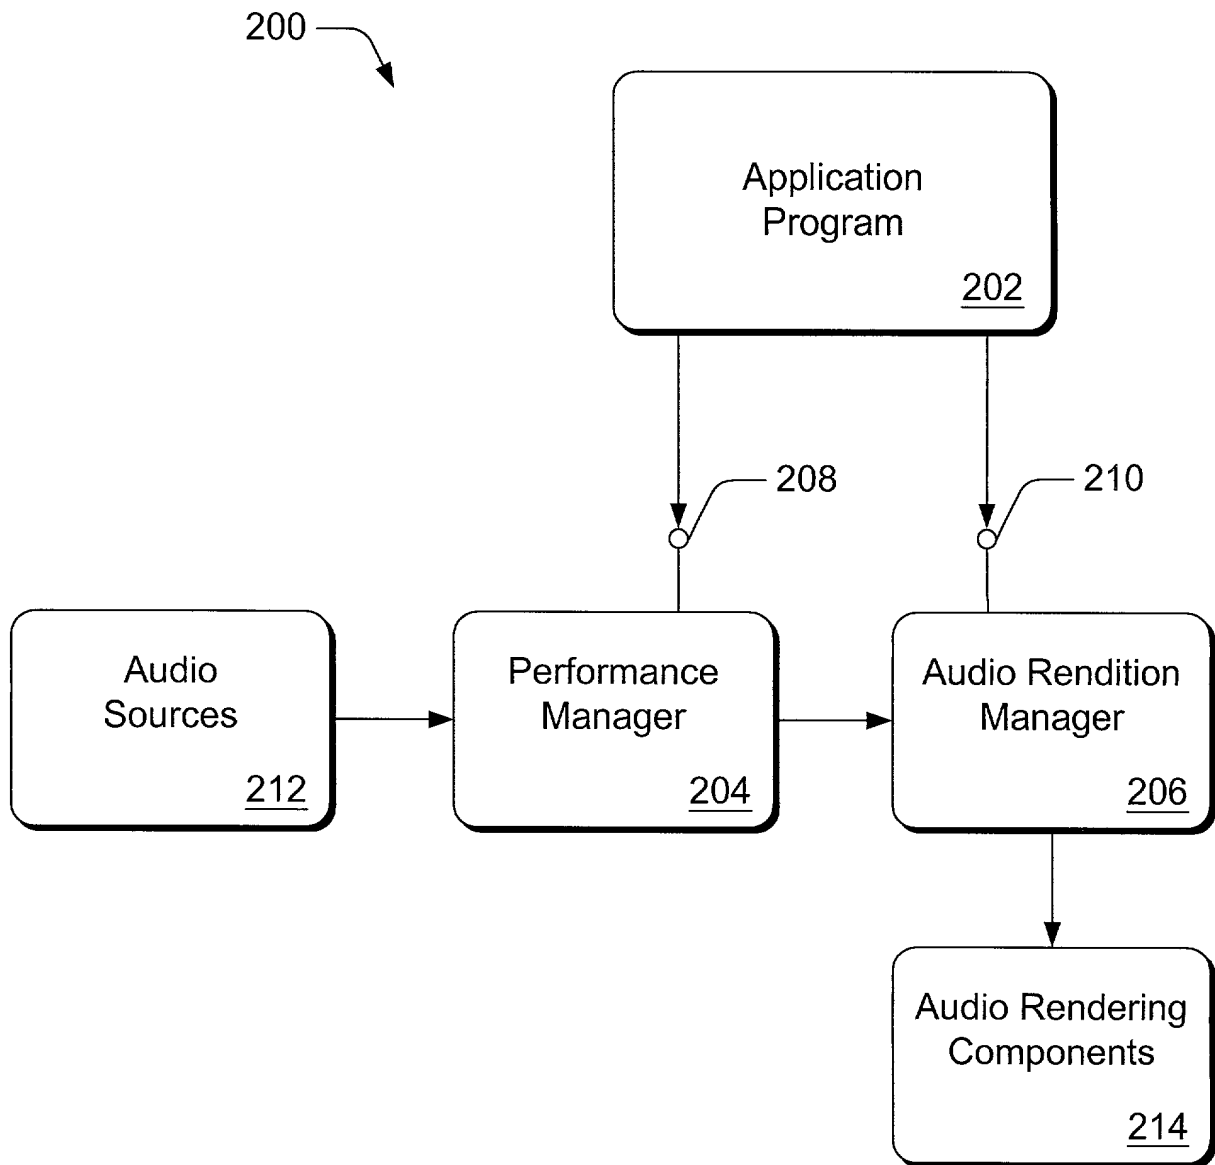 200
Application
Program
202
208
210
Audio
Sources
212
Performance
Manager
204
Audio Rendition
Manager
206
Audio Rendering
Components
214